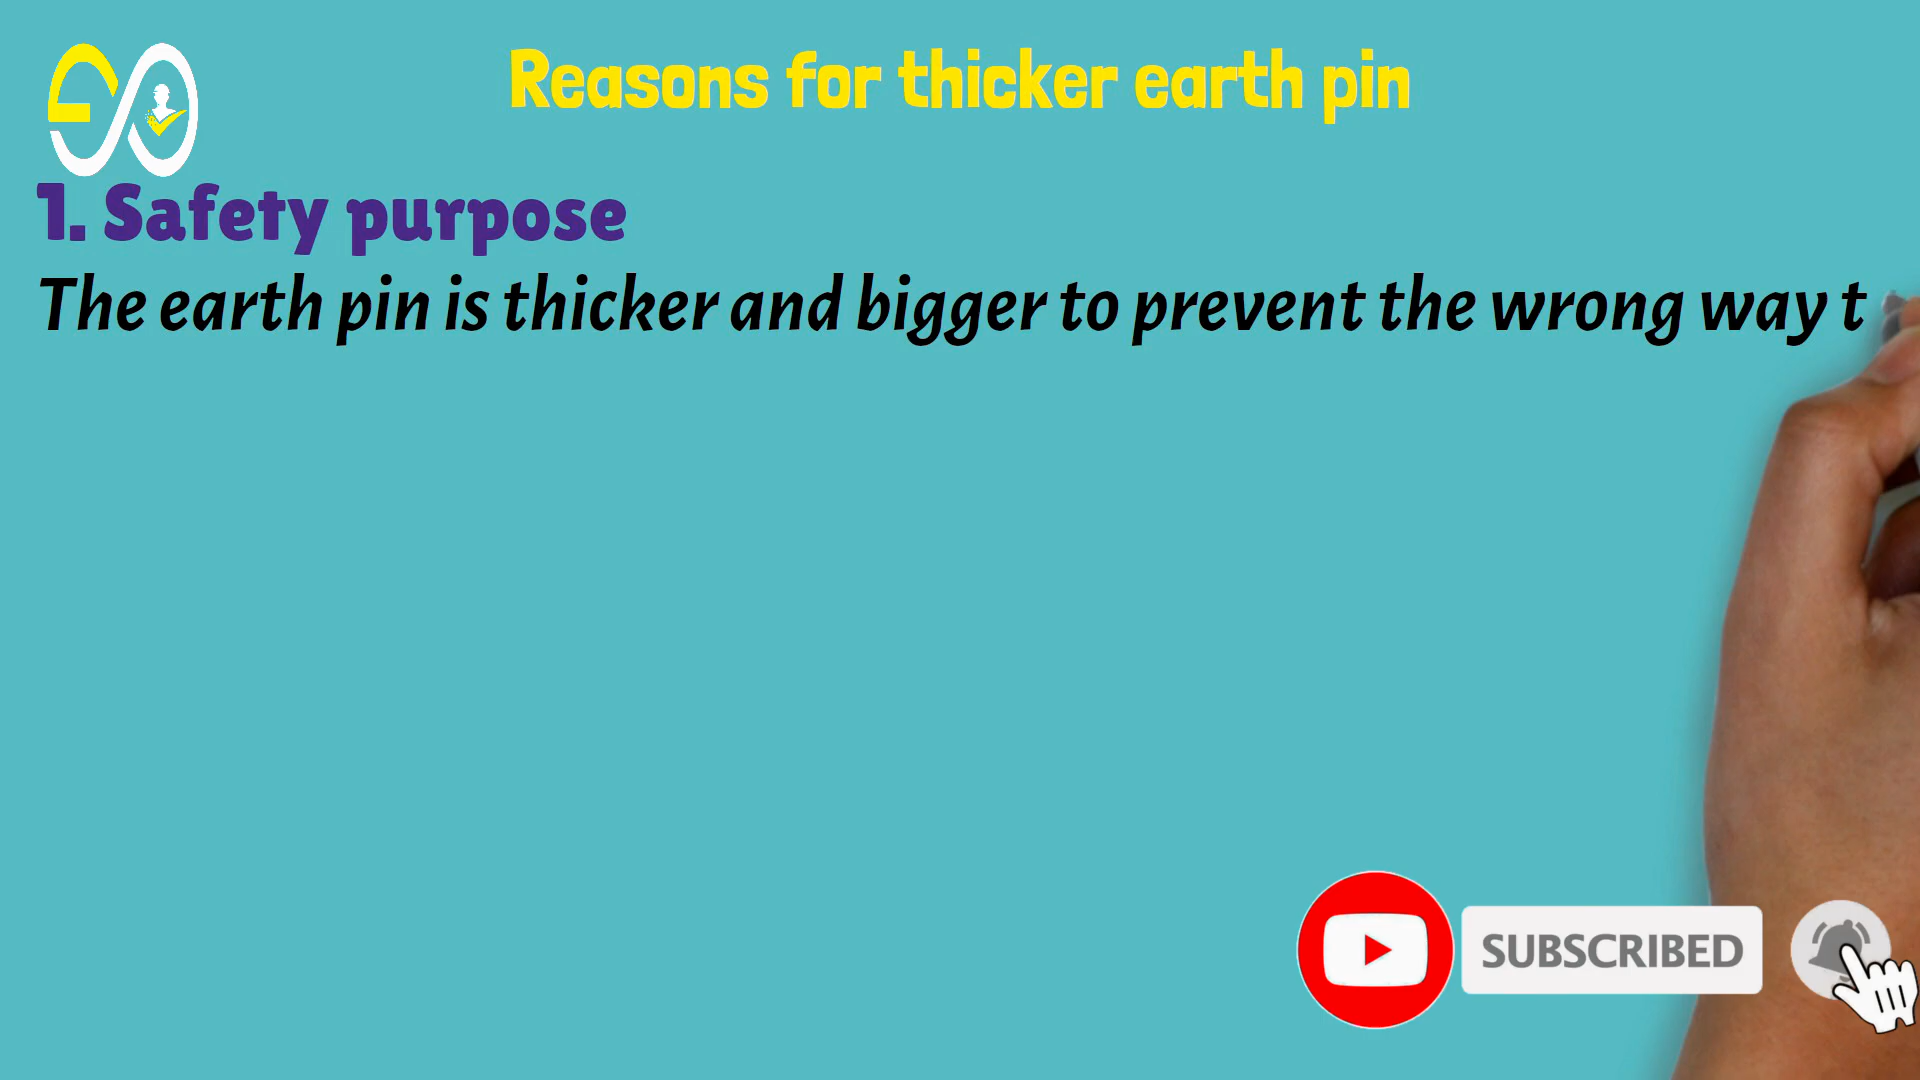 Reasons for thicker earth pin
1. Safety purpose
The earth pin is thicker and bigger to prevent the wrong way t
SUBSCRIBED